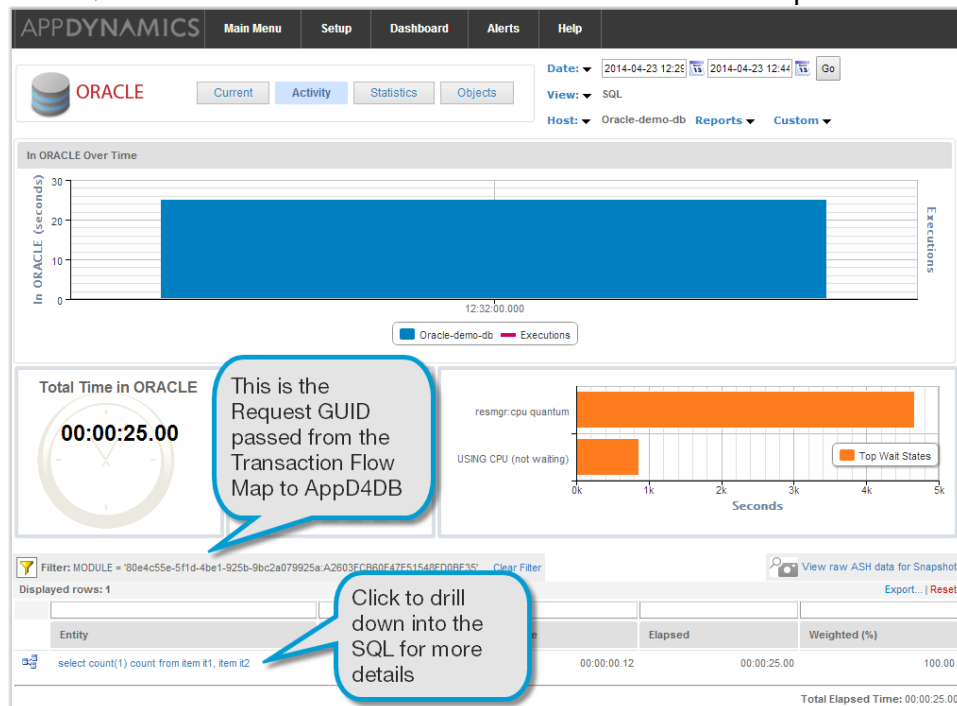 APPDYNAMICS Main Menu Setup Dashboard Alerts Help
ORACLE Current Activity Statistics Objects
Date: 2014-04-23 12:29 2014-04-23 12:44 Go
View: SQL
Host: Oracle-demo-db Reports Custom
In ORACLE Over Time
In ORACLE (seconds)
30
20
10
0
12:32:00.000
Executions
Oracle-demo-db Executions
Total Time in ORACLE
00:00:25.00
This is the
Request GUID
passed from the
Transaction Flow
Map to AppD4DB
resmgr:cpu quantum
USING CPU (not waiting)
Top Wait States
0k 1k 2k 3k 4k 5k
Seconds
Filter: MODULE = '80e4c55e-5f1d-4be1-925b-9bc2a079925a:A2603FCB60F47F51548FD0BF35' Clear Filter
View raw ASH data for Snapshot
Displayed rows: 1
Export... | Reset
Click to drill
down into the
SQL for more
details
Entity Elapsed Weighted (%)
select count(1) count from item it1, item it2 00:00:00.12 00:00:25.00 100.00
Total Elapsed Time: 00:00:25.00